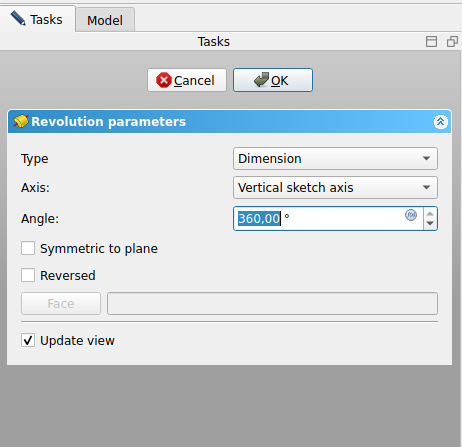 Tasks
Model
Tasks
Cancel
OK
Revolution parameters
Type
Dimension
Axis:
Vertical sketch axis
Angle:
360,00 °
Symmetric to plane
Reversed
Face
Update view